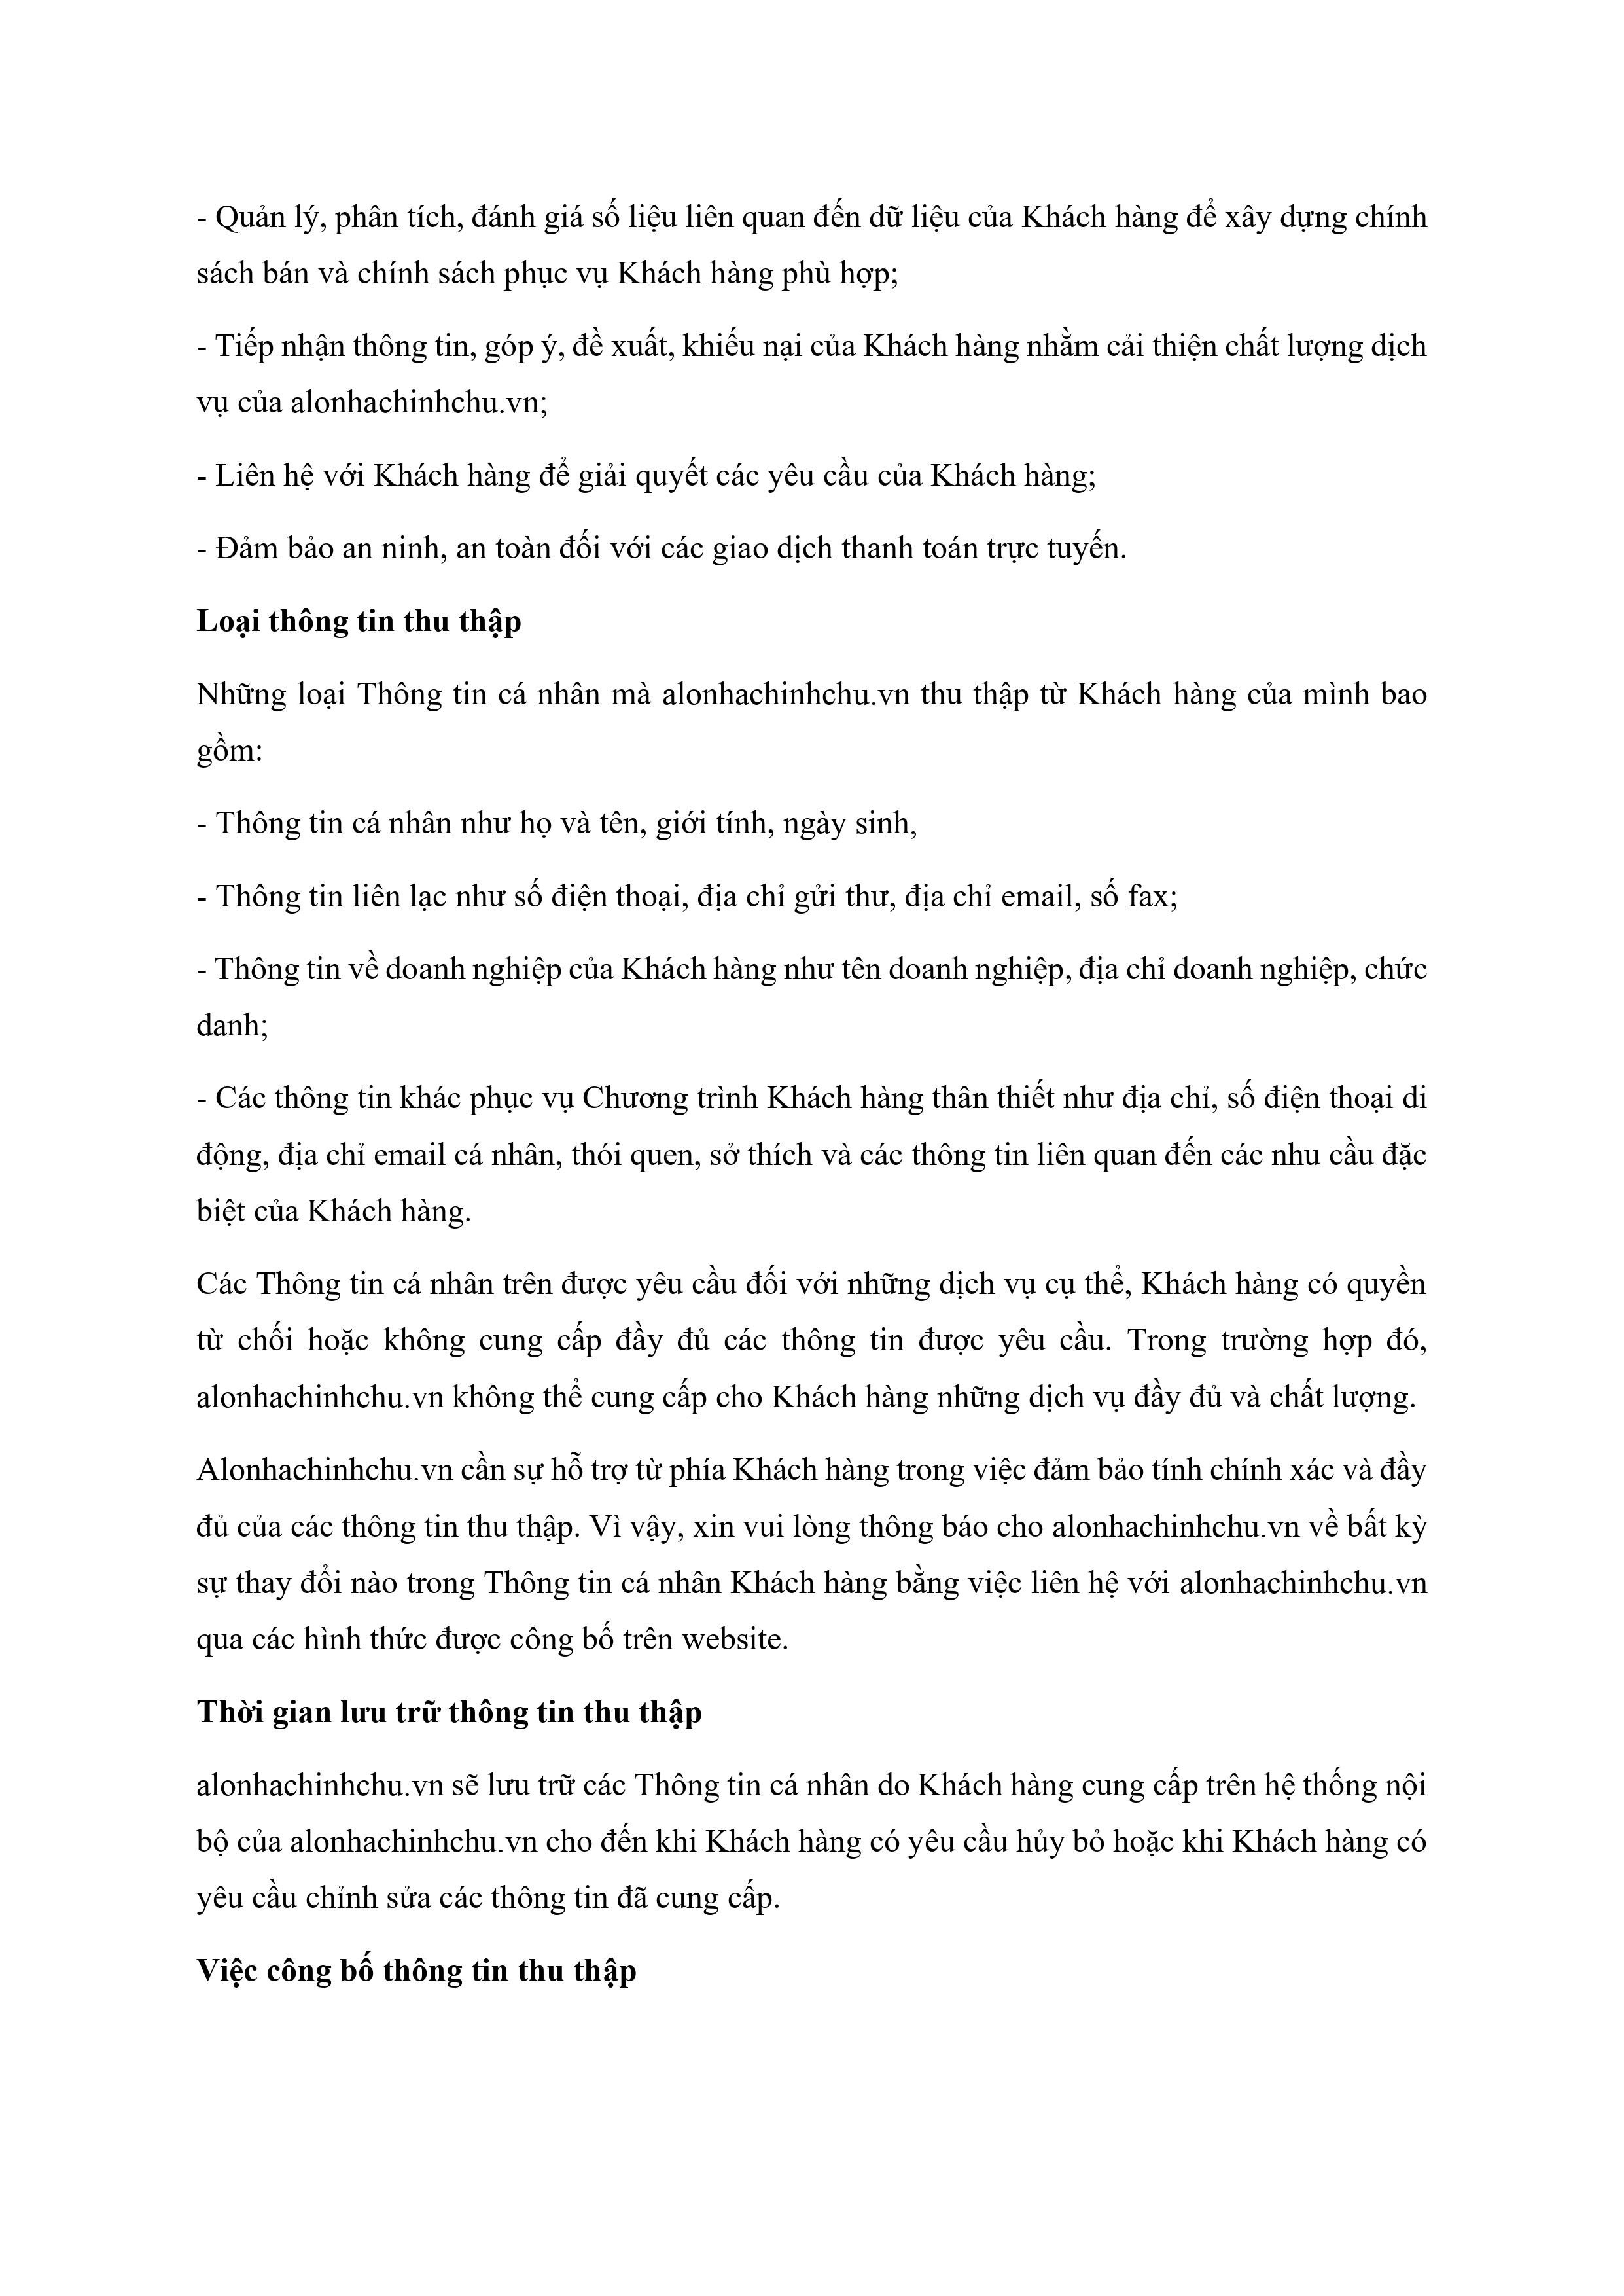 - Quản lý, phân tích, đánh giá số liệu liên quan đến dữ liệu của Khách hàng để xây dựng chính
sách bán và chính sách phục vụ Khách hàng phù hợp;
- Tiếp nhận thông tin, góp ý, đề xuất, khiếu nại của Khách hàng nhằm cải thiện chất lượng dịch
vụ của alonhachinhchu.vn;
- Liên hệ với Khách hàng để giải quyết các yêu cầu của Khách hàng;
- Đảm bảo an ninh, an toàn đối với các giao dịch thanh toán trực tuyến.
Loại thông tin thu thập
Những loại Thông tin cá nhân mà alonhachinhchu.vn thu thập từ Khách hàng của mình bao
gồm:
- Thông tin cá nhân như họ và tên, giới tính, ngày sinh,
- Thông tin liên lạc như số điện thoại, địa chỉ gửi thư, địa chỉ email, số fax;
- Thông tin về doanh nghiệp của Khách hàng như tên doanh nghiệp, địa chỉ doanh nghiệp, chức
danh;
- Các thông tin khác phục vụ Chương trình Khách hàng thân thiết như địa chỉ, số điện thoại di
động, địa chỉ email cá nhân, thói quen, sở thích và các thông tin liên quan đến các nhu cầu đặc
biệt của Khách hàng.
Các Thông tin cá nhân trên được yêu cầu đối với những dịch vụ cụ thể, Khách hàng có quyền
từ chối hoặc không cung cấp đầy đủ các thông tin được yêu cầu. Trong trường hợp đó,
alonhachinhchu.vn không thể cung cấp cho Khách hàng những dịch vụ đầy đủ và chất lượng.
Alonhachinhchu.vn cần sự hỗ trợ từ phía Khách hàng trong việc đảm bảo tính chính xác và đầy
đủ của các thông tin thu thập. Vì vậy, xin vui lòng thông báo cho alonhachinhchu.vn về bất kỳ
sự thay đổi nào trong Thông tin cá nhân Khách hàng bằng việc liên hệ với alonhachinhchu.vn
qua các hình thức được công bố trên website.
Thời gian lưu trữ thông tin thu thập
alonhachinhchu.vn sẽ lưu trữ các Thông tin cá nhân do Khách hàng cung cấp trên hệ thống nội
bộ của alonhachinhchu.vn cho đến khi Khách hàng có yêu cầu hủy bỏ hoặc khi Khách hàng có
yêu cầu chỉnh sửa các thông tin đã cung cấp.
Việc công bố thông tin thu thập